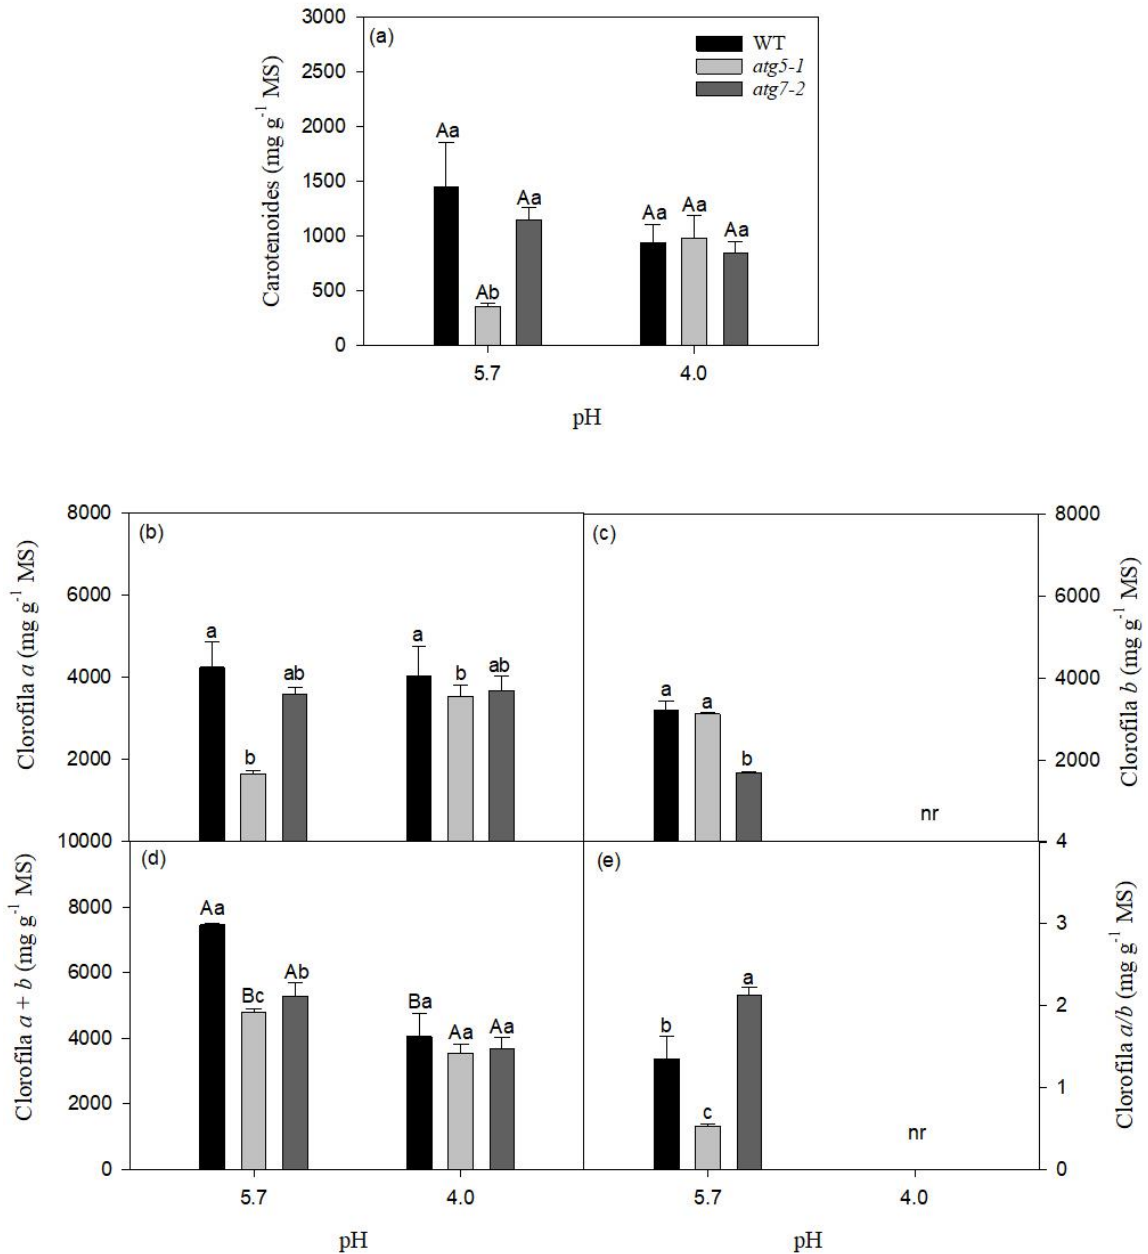 3000
2500
2000
1500
1000
500
0
Carotenoides (mg g⁻¹ MS)
(a)
WT
atg5-1
atg7-2
Aa
Ab
Aa
Aa
Aa
Aa
5.7
4.0
pH
8000
6000
4000
2000
10000
Clorofila a (mg g⁻¹ MS)
(b)
a
b
ab
a
b
ab
(c)
a
a
b
nr
8000
6000
4000
2000
4
Clorofila b (mg g⁻¹ MS)
8000
6000
4000
2000
0
Clorofila a + b (mg g⁻¹ MS)
(d)
Aa
Bc
Ab
Ba
Aa
Aa
5.7
4.0
pH
(e)
b
c
a
nr
3
2
1
0
Clorofila a/b (mg g⁻¹ MS)
5.7
4.0
pH